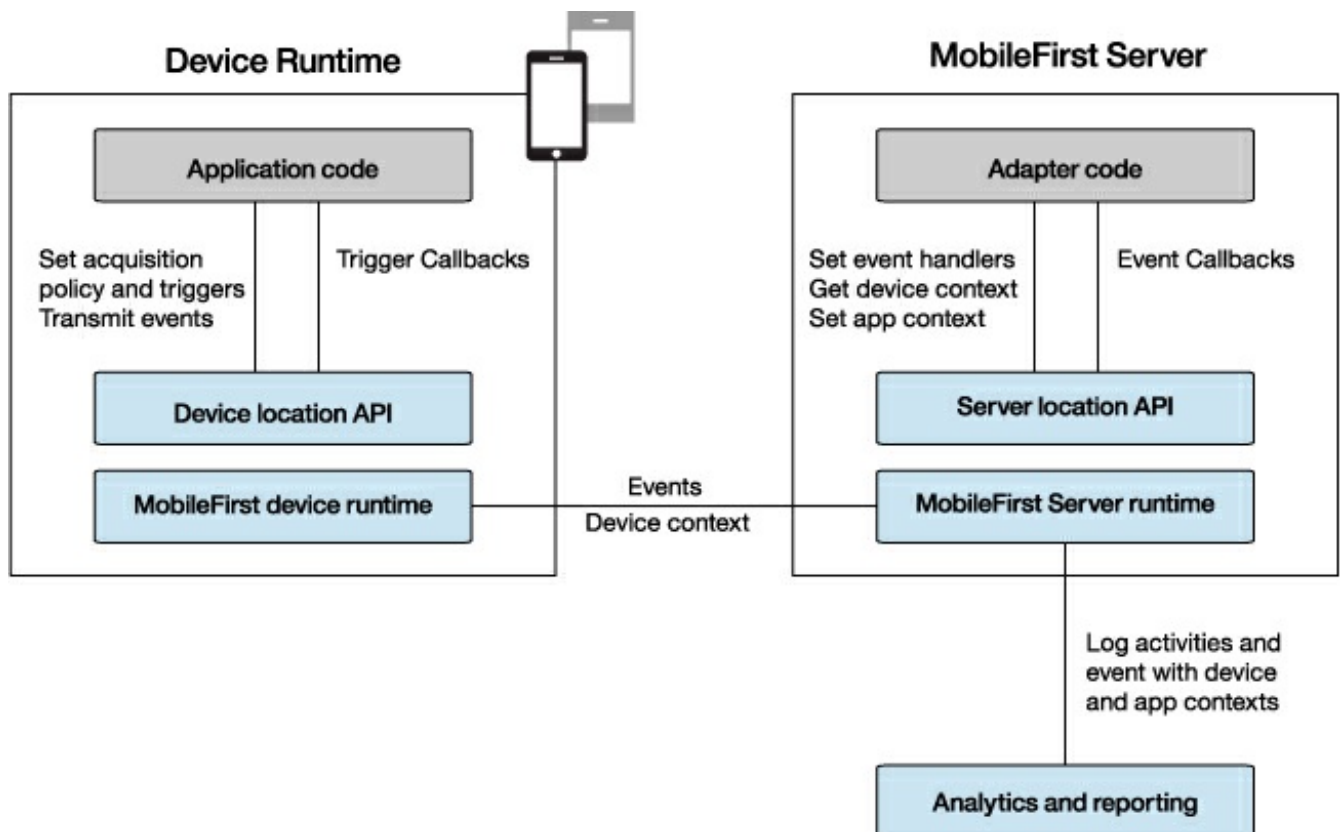 Device Runtime
MobileFirst Server
Application code
Adapter code
Set acquisition
policy and triggers
Transmit events
Trigger Callbacks
Set event handlers
Get device context
Set app context
Event Callbacks
Device location API
Server location API
MobileFirst device runtime
Events
Device context
MobileFirst Server runtime
Log activities and
event with device
and app contexts
Analytics and reporting